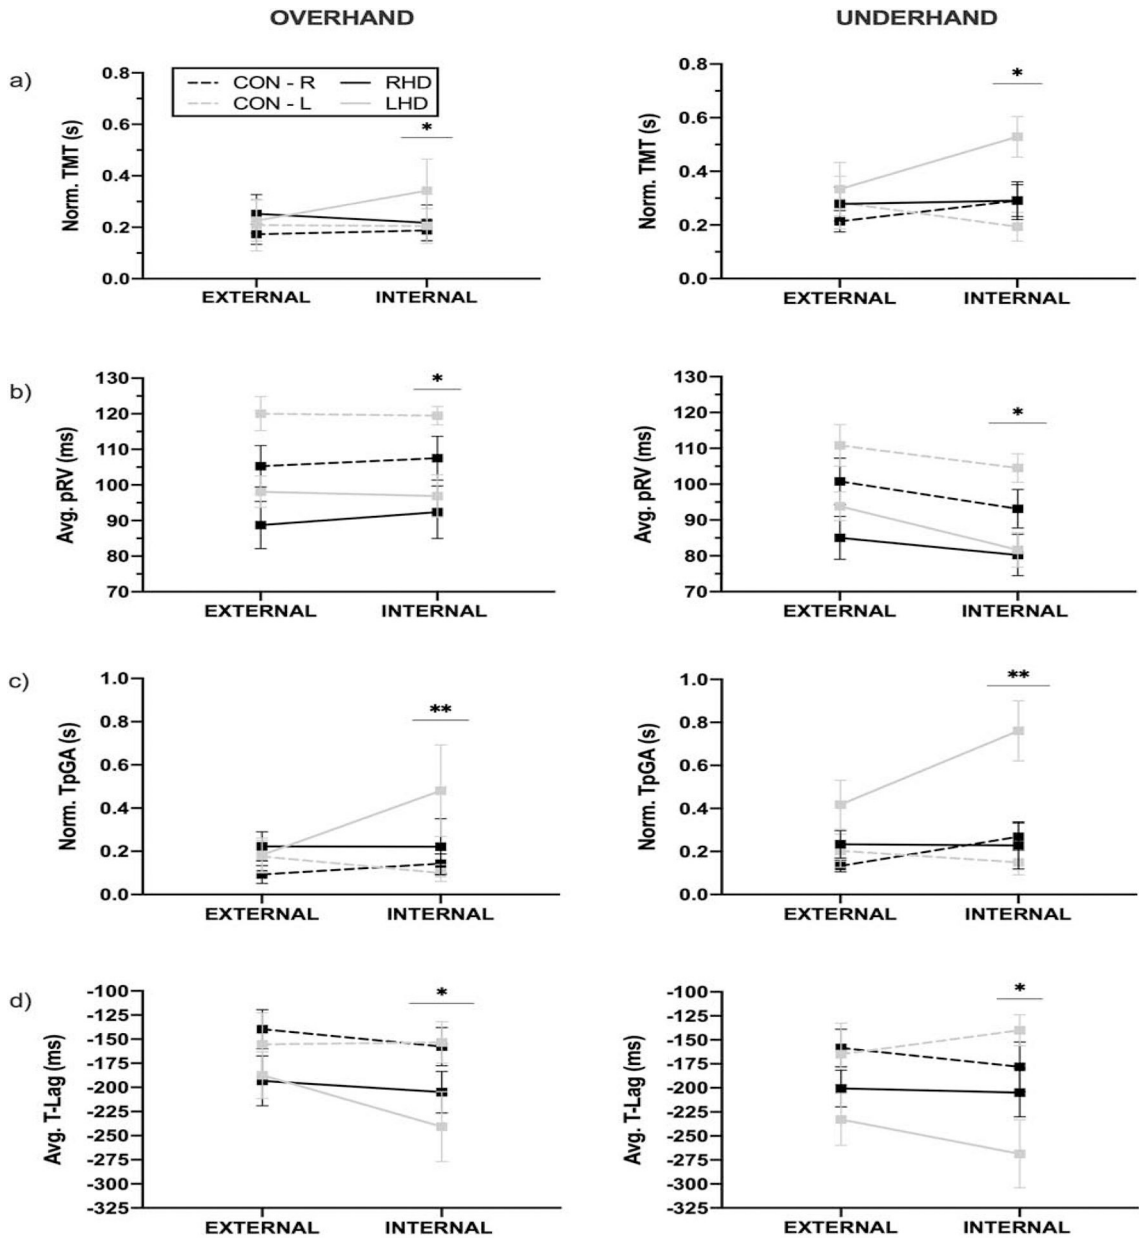 OVERHAND UNDERHAND
a)
Norm. TMT (s)
0.8
0.6
0.4
0.2
0.0
CON - R RHD
CON - L LHD
*
EXTERNAL INTERNAL
Norm. TMT (s)
0.8
0.6
0.4
0.2
0.0
*
EXTERNAL INTERNAL
b)
Avg. pRV (ms)
130
120
110
100
90
80
70
*
EXTERNAL INTERNAL
Avg. pRV (ms)
130
120
110
100
90
80
70
*
EXTERNAL INTERNAL
c)
Norm. TpGA (s)
1.0
0.8
0.6
0.4
0.2
0.0
**
EXTERNAL INTERNAL
Norm. TpGA (s)
1.0
0.8
0.6
0.4
0.2
0.0
**
EXTERNAL INTERNAL
d)
Avg. T-Lag (ms)
-100
-125
-150
-175
-200
-225
-250
-275
-300
-325
*
EXTERNAL INTERNAL
Avg. T-Lag (ms)
-100
-125
-150
-175
-200
-225
-250
-275
-300
-325
*
EXTERNAL INTERNAL